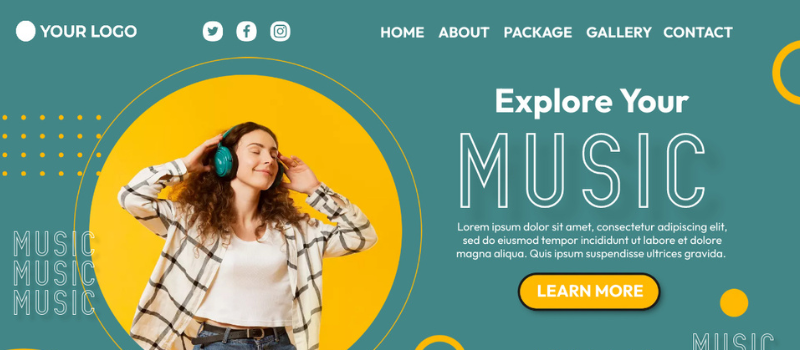 YOUR LOGO
HOME ABOUT PACKAGE GALLERY CONTACT
Explore Your
MUSIC
Lorem ipsum dolor sit amet, consectetur adipiscing elit,
sed do eiusmod tempor incididunt ut labore et dolore
magna aliqua. Quis ipsum suspendisse ultrices gravida.
LEARN MORE
MUSIC
MUSIC
MUSIC
MUSIC